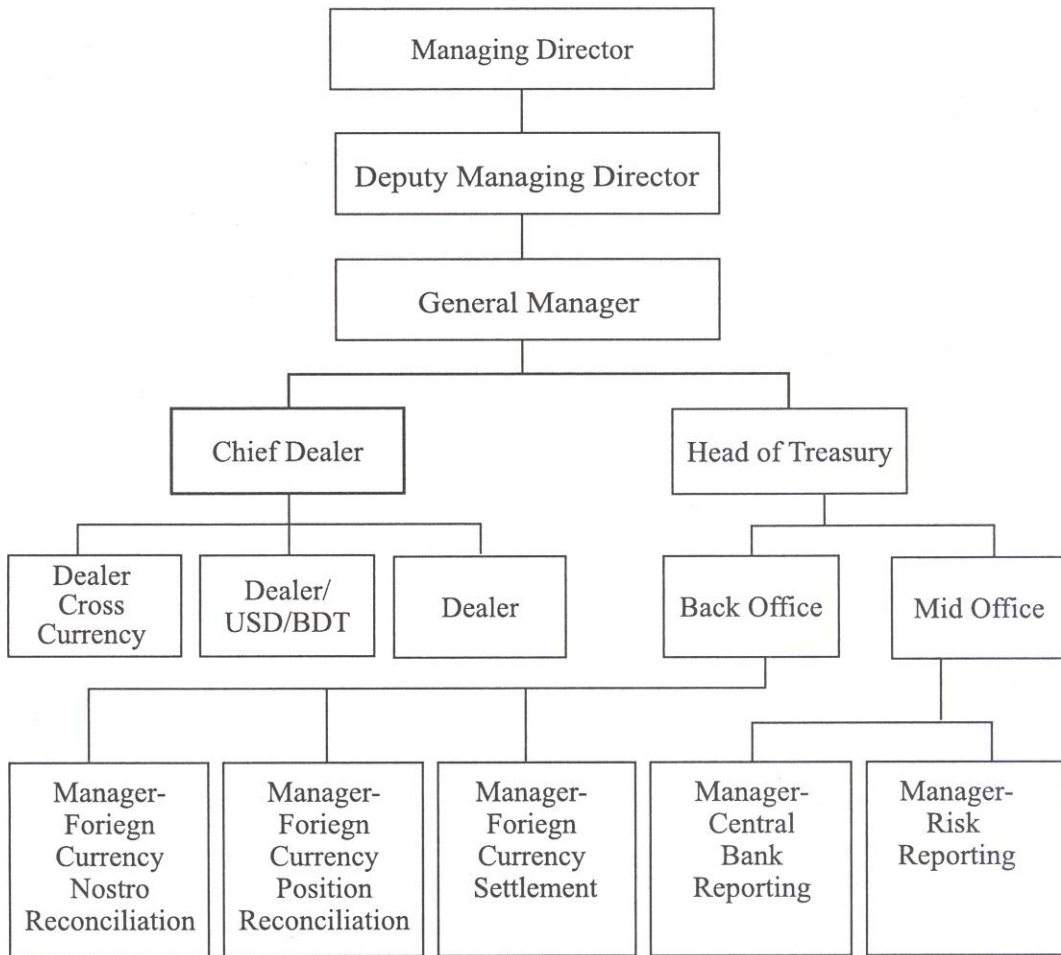 Managing Director
Deputy Managing Director
General Manager
Chief Dealer
Head of Treasury
Dealer
Cross
Currency
Dealer/
USD/BDT
Dealer
Back Office
Mid Office
Manager-
Foriegn
Currency
Nostro
Reconciliation
Manager-
Foriegn
Currency
Position
Reconciliation
Manager-
Foriegn
Currency
Settlement
Manager-
Central
Bank
Reporting
Manager-
Risk
Reporting